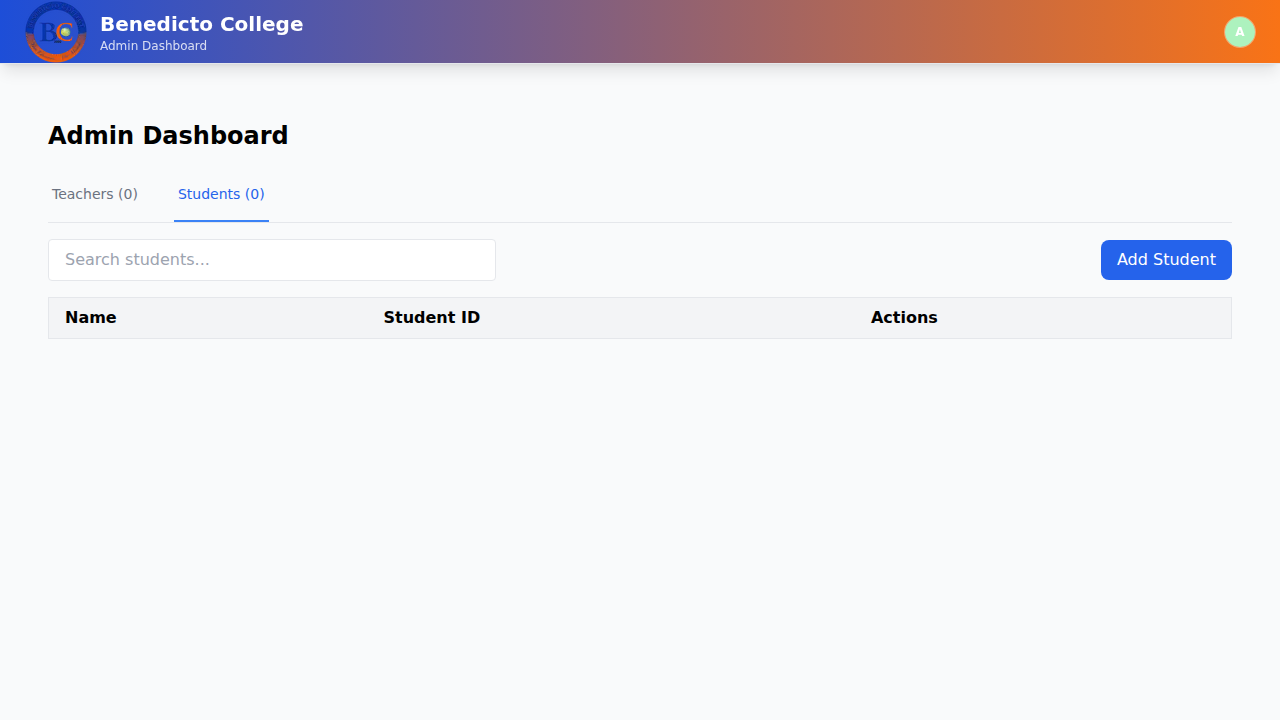 BC
Benedicto College
Admin Dashboard
A
Admin Dashboard
Teachers (0)
Students (0)
Search students...
Add Student
Name
Student ID
Actions